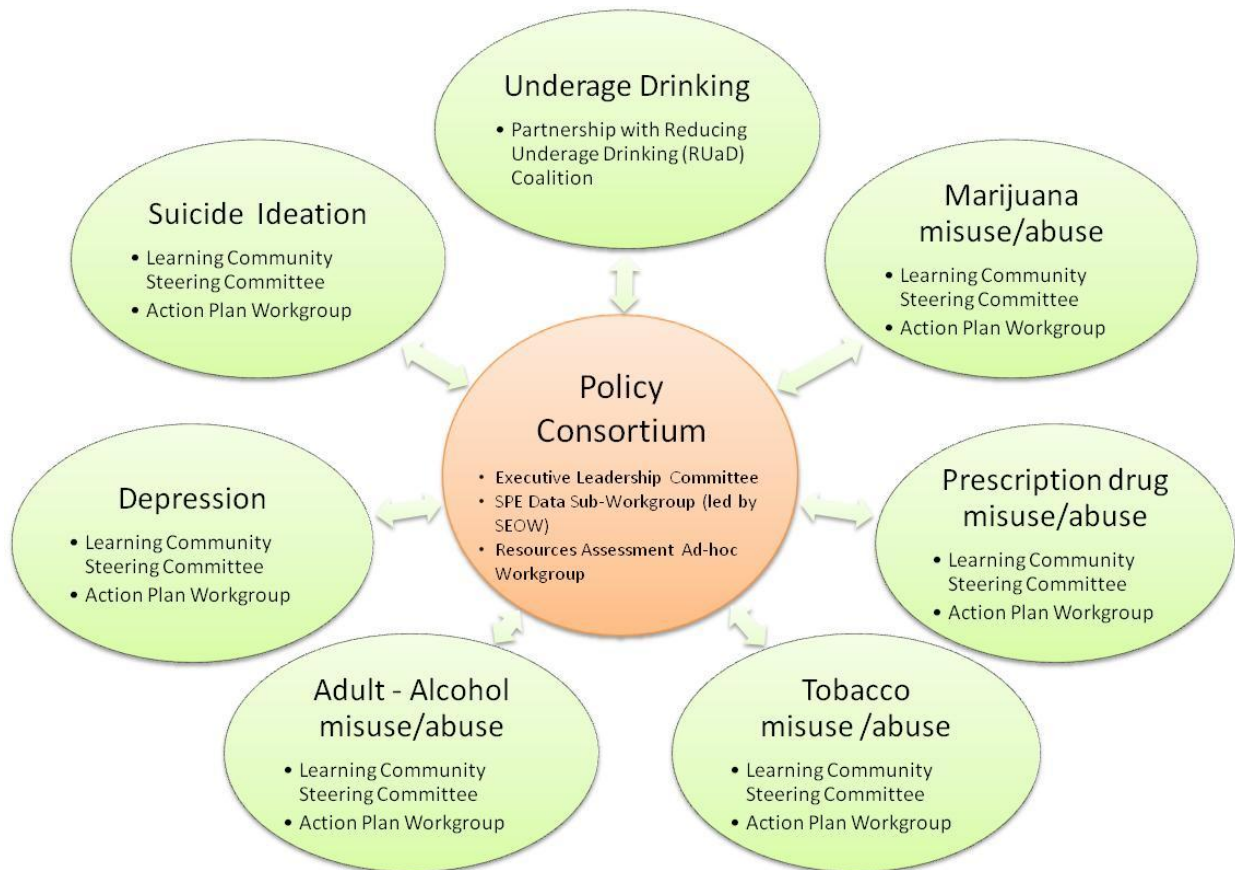 Underage Drinking
• Partnership with Reducing
Underage Drinking (RUaD)
Coalition
Suicide Ideation
• Learning Community
Steering Committee
• Action Plan Workgroup
Marijuana
misuse/abuse
• Learning Community
Steering Committee
• Action Plan Workgroup
Policy
Consortium
• Executive Leadership Committee
• SPE Data Sub-Workgroup (led by
SEOW)
• Resources Assessment Ad-hoc
Workgroup
Depression
• Learning Community
Steering Committee
• Action Plan Workgroup
Prescription drug
misuse/abuse
• Learning Community
Steering Committee
• Action Plan Workgroup
Adult - Alcohol
misuse/abuse
• Learning Community
Steering Committee
• Action Plan Workgroup
Tobacco
misuse /abuse
• Learning Community
Steering Committee
• Action Plan Workgroup